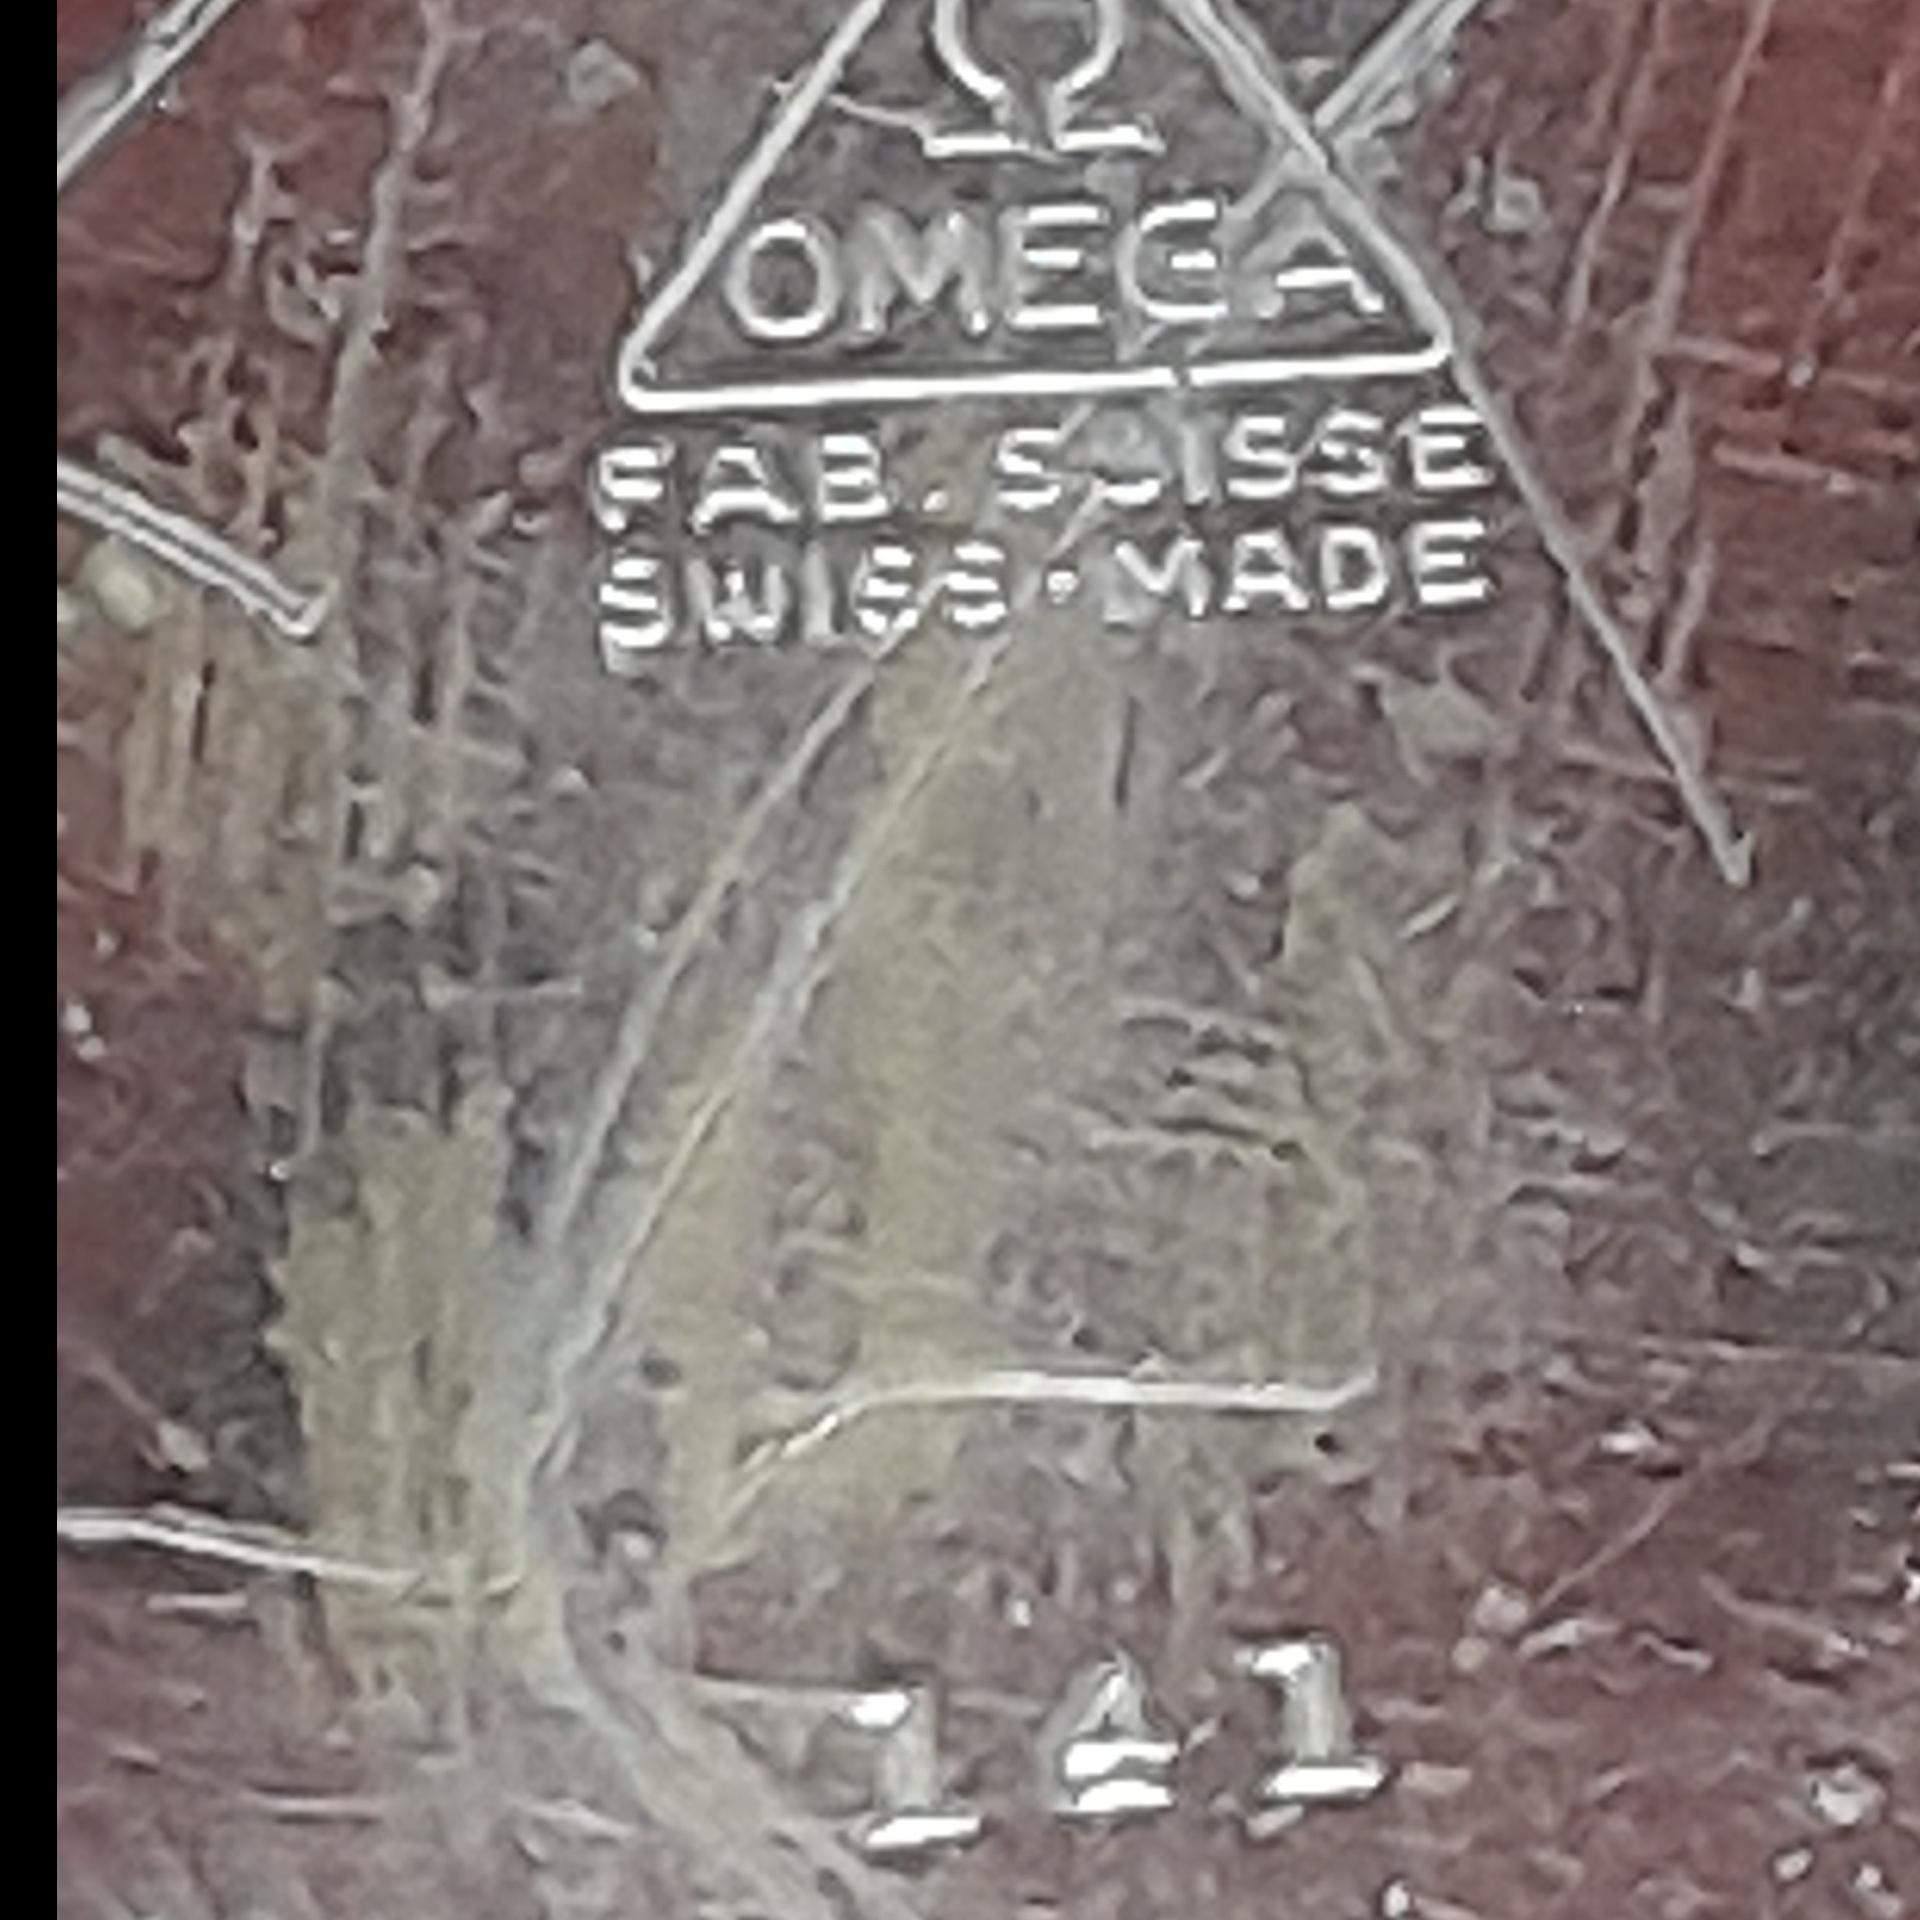 Ω
OMEGA
FAB. SUISSE
SWISS·MADE
141